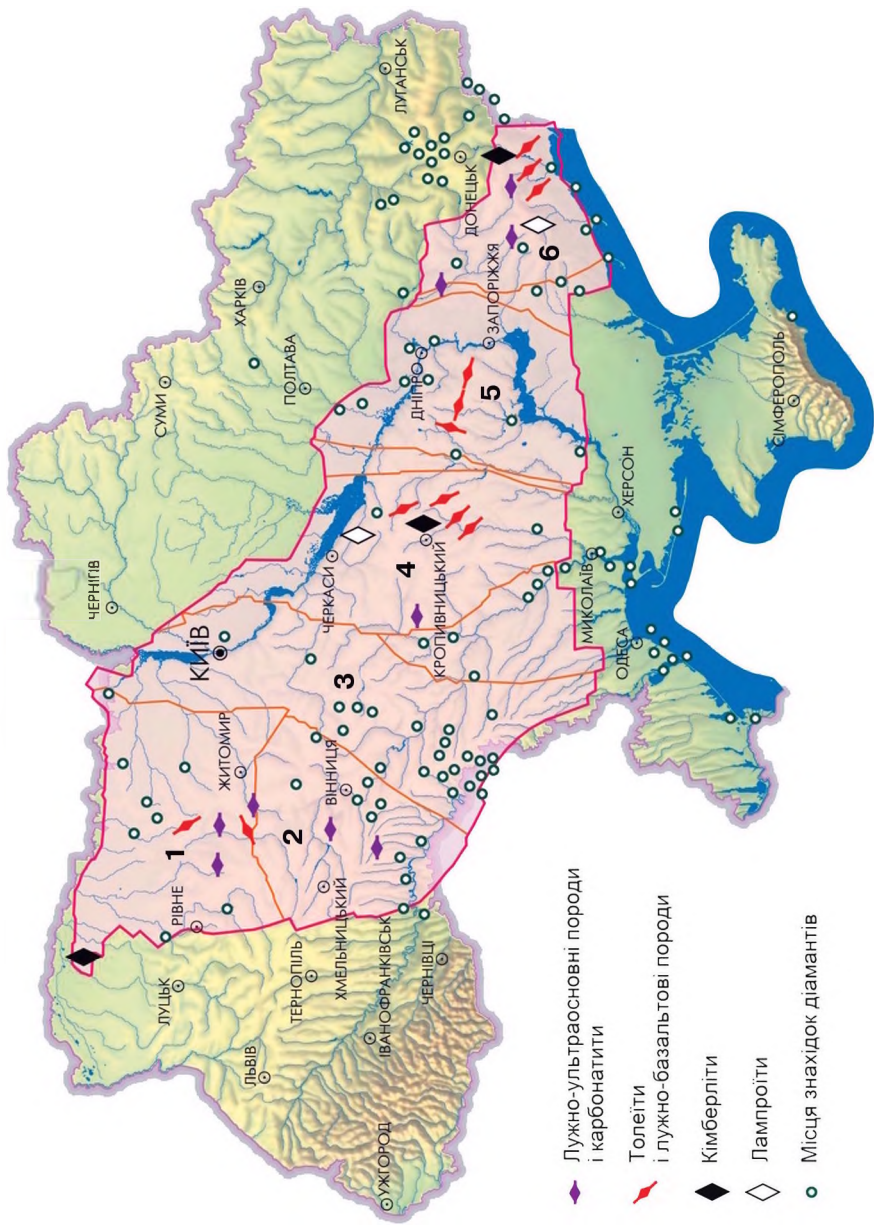 ЧЕРНІГІВ
СУМИ
ЛУЦЬК
РІВНЕ
ЖИТОМИР
КИЇВ
ХАРКІВ
ПОЛТАВА
ЛУГАНСЬК
ЛЬВІВ
ТЕРНОПІЛЬ
ХМЕЛЬНИЦЬКИЙ
ВІННИЦЯ
ЧЕРКАСИ
УЖГОРОД
ІВАНОФРАНКІВСЬК
ЧЕРНІВЦІ
КРОПИВНИЦЬКИЙ
ДНІПРО
ДОНЕЦЬК
ЗАПОРІЖЖЯ
МИКОЛАЇВ
ОДЕСА
ХЕРСОН
СІМФЕРОПОЛЬ
1
2
3
4
5
6
Лужно-ультраосновні породи
і карбонатити
Толеїти
і лужно-базальтові породи
Кімберліти
Лампроїти
Місця знахідок діамантів